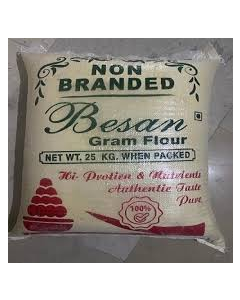 NON
BRANDED
Besan
Gram Flour
NET WT. 25 KG. WHEN PACKED
Hi-Protien & Nutrients
Authentic Taste
Pure
100%